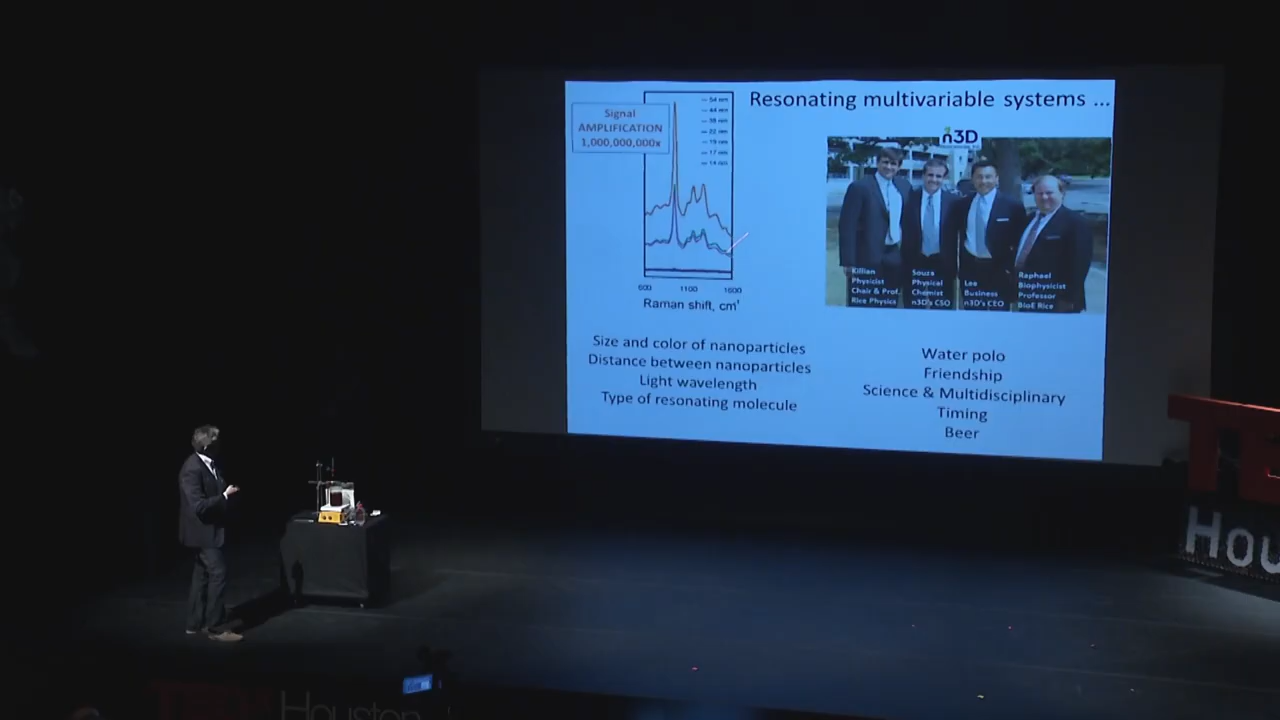 Resonating multivariable systems ...
Signal
AMPLIFICATION
1,000,000,000x
54 nm
44 nm
38 nm
22 nm
19 nm
17 nm
14 nm
600 1100 1600
Raman shift, cm
Size and color of nanoparticles
Distance between nanoparticles
Light wavelength
Type of resonating molecule
n3D
Killian
Physicist
Chair & Prof.
Rice Physics
Souza
Physical
Chemist
n3D's CSO
Lee
Business
n3D's CEO
Raphael
Biophysicist
Professor
BioE Rice
Water polo
Friendship
Science & Multidisciplinary
Timing
Beer
TE
Hou
Houston